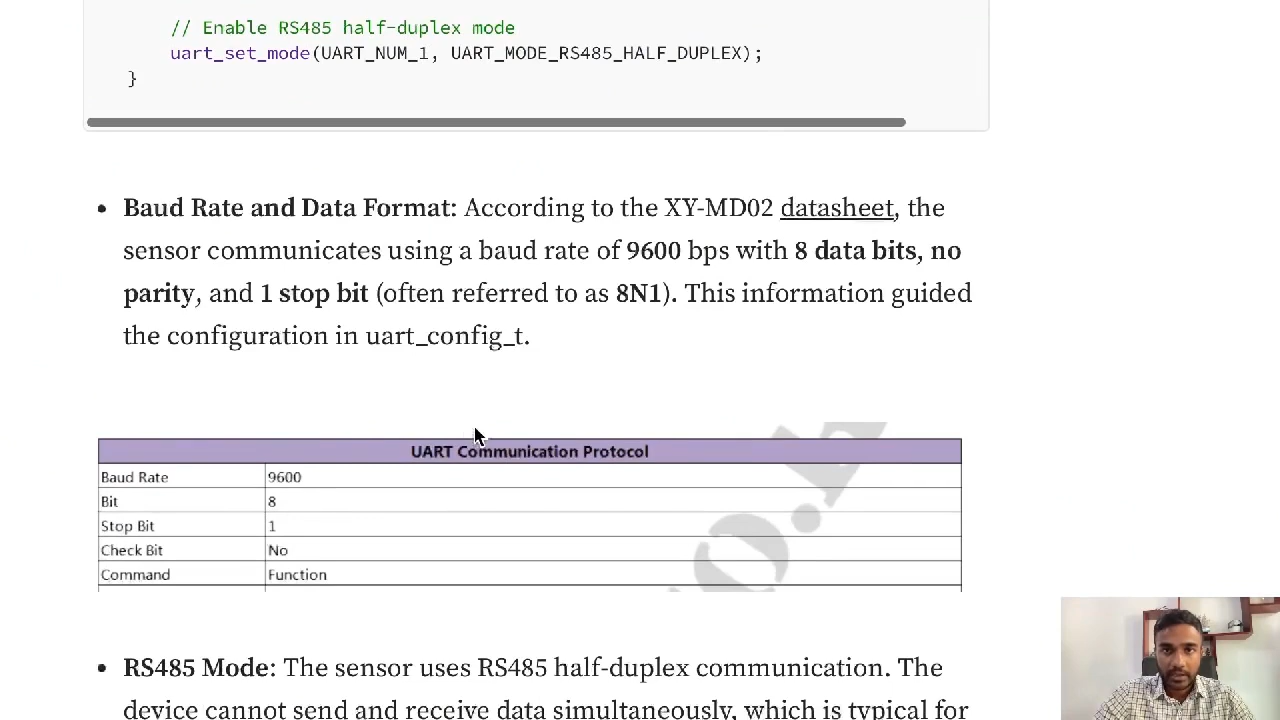 // Enable RS485 half-duplex mode
uart_set_mode(UART_NUM_1, UART_MODE_RS485_HALF_DUPLEX);
}
• Baud Rate and Data Format: According to the XY-MD02 datasheet, the
sensor communicates using a baud rate of 9600 bps with 8 data bits, no
parity, and 1 stop bit (often referred to as 8N1). This information guided
the configuration in uart_config_t.
UART Communication Protocol
Baud Rate 9600
Bit 8
Stop Bit 1
Check Bit No
Command Function
• RS485 Mode: The sensor uses RS485 half-duplex communication. The
device cannot send and receive data simultaneously, which is typical for